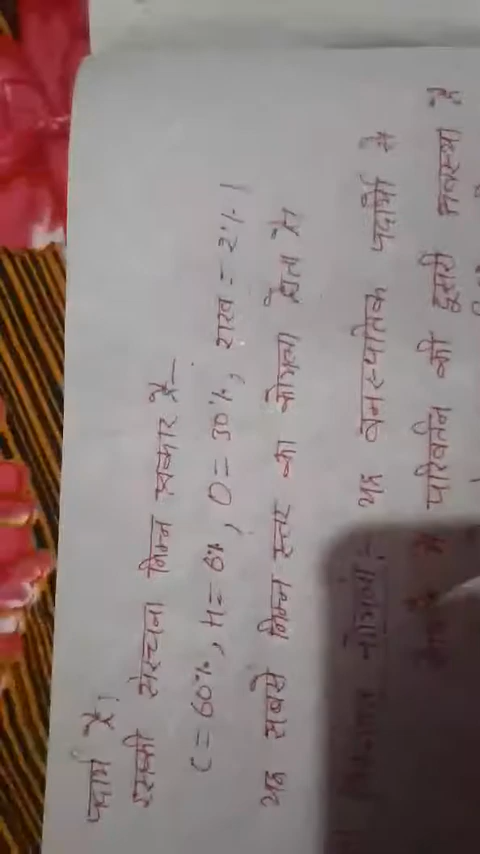 पदार्थ है।
इसकी संरचना निम्न प्रकार है—
C = 60%, H = 6%, O = 30%, राख = 2%।
यह सबसे निम्न स्तर का कोयला होता है
यह वनस्पतिक पदार्थों से
परिवर्तन की दूसरी अवस्था है